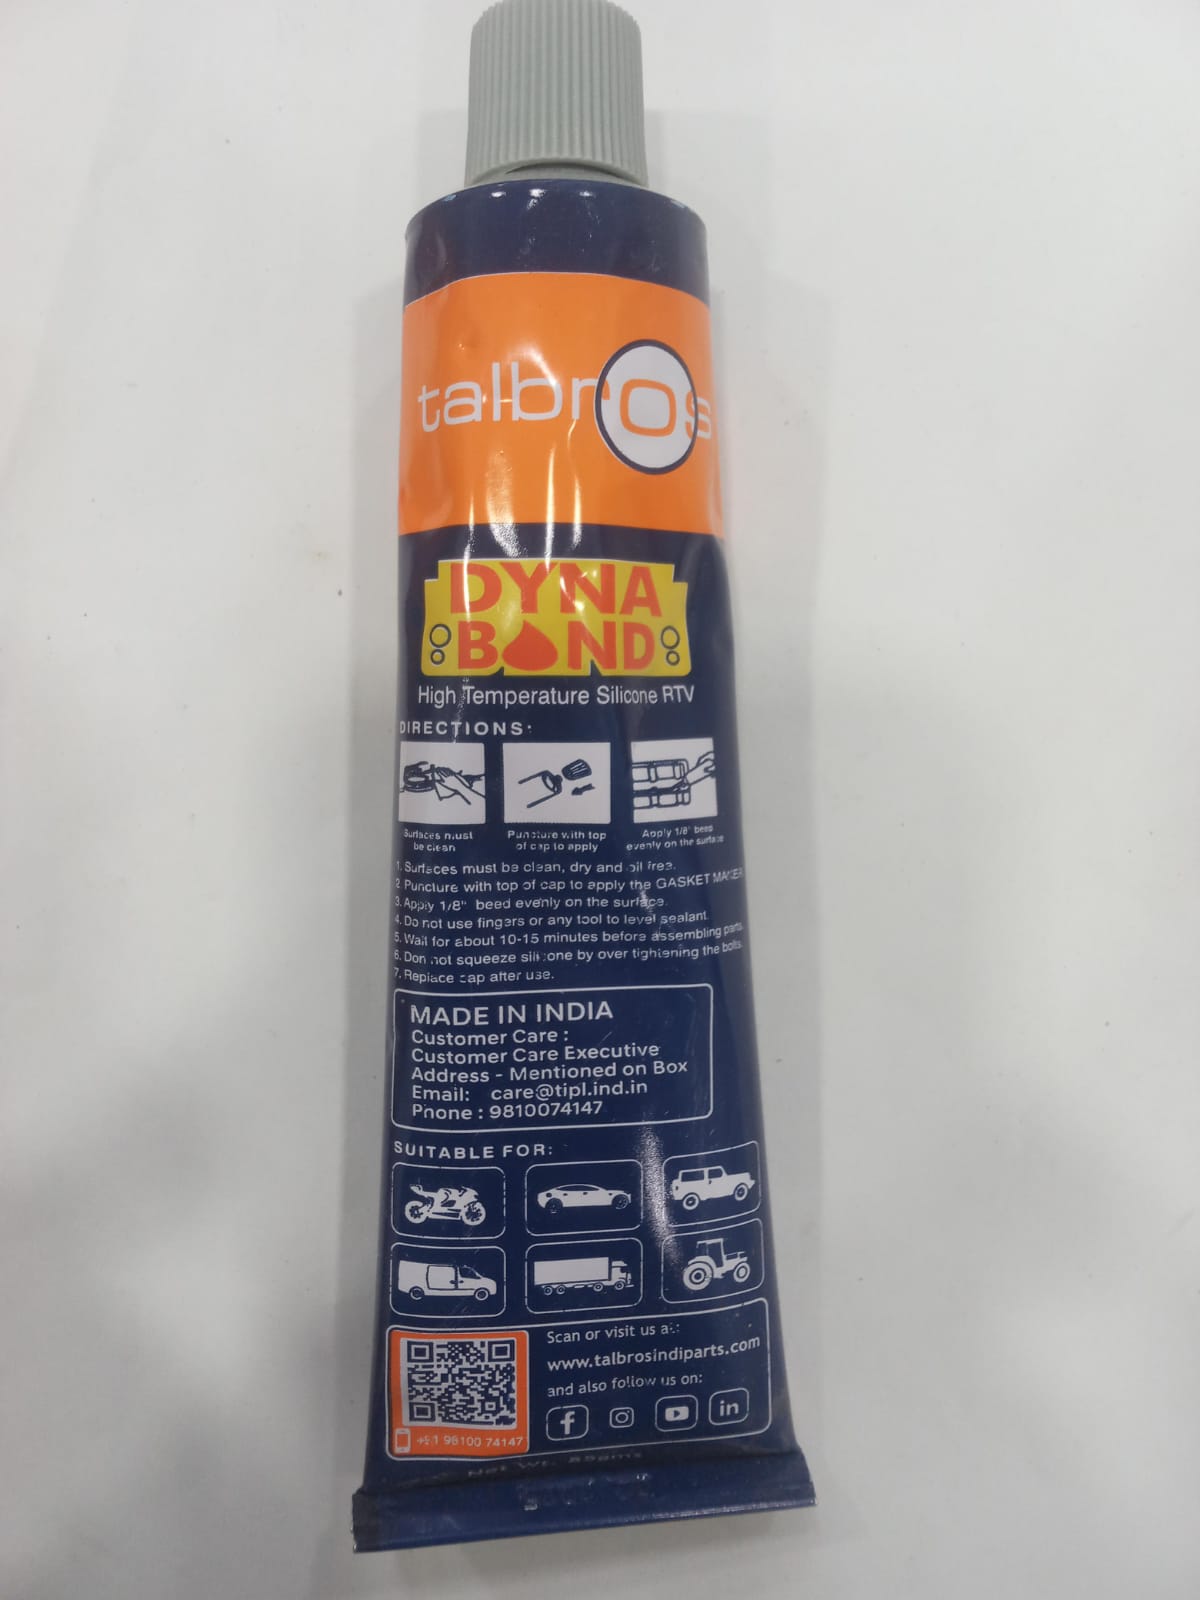 talbros
DYNA
BOND
High Temperature Silicone RTV
DIRECTIONS:
Surfaces must
be clean
Puncture with top
of cap to apply
Apply 1/8" beed
evenly on the surface
1. Surfaces must be clean, dry and oil free.
2. Puncture with top of cap to apply the GASKET MAKER
3. Apply 1/8" beed evenly on the surface.
4. Do not use fingers or any tool to level sealant.
5. Wait for about 10-15 minutes before assembling parts.
6. Don not squeeze silicone by over tightening the bolts.
7. Replace cap after use.
MADE IN INDIA
Customer Care :
Customer Care Executive
Address - Mentioned on Box
Email: care@tipl.ind.in
Phone : 9810074147
SUITABLE FOR:
Scan or visit us at:
www.talbrosindiparts.com
and also follow us on:
f
in
+91 98100 74147
Net Wt.